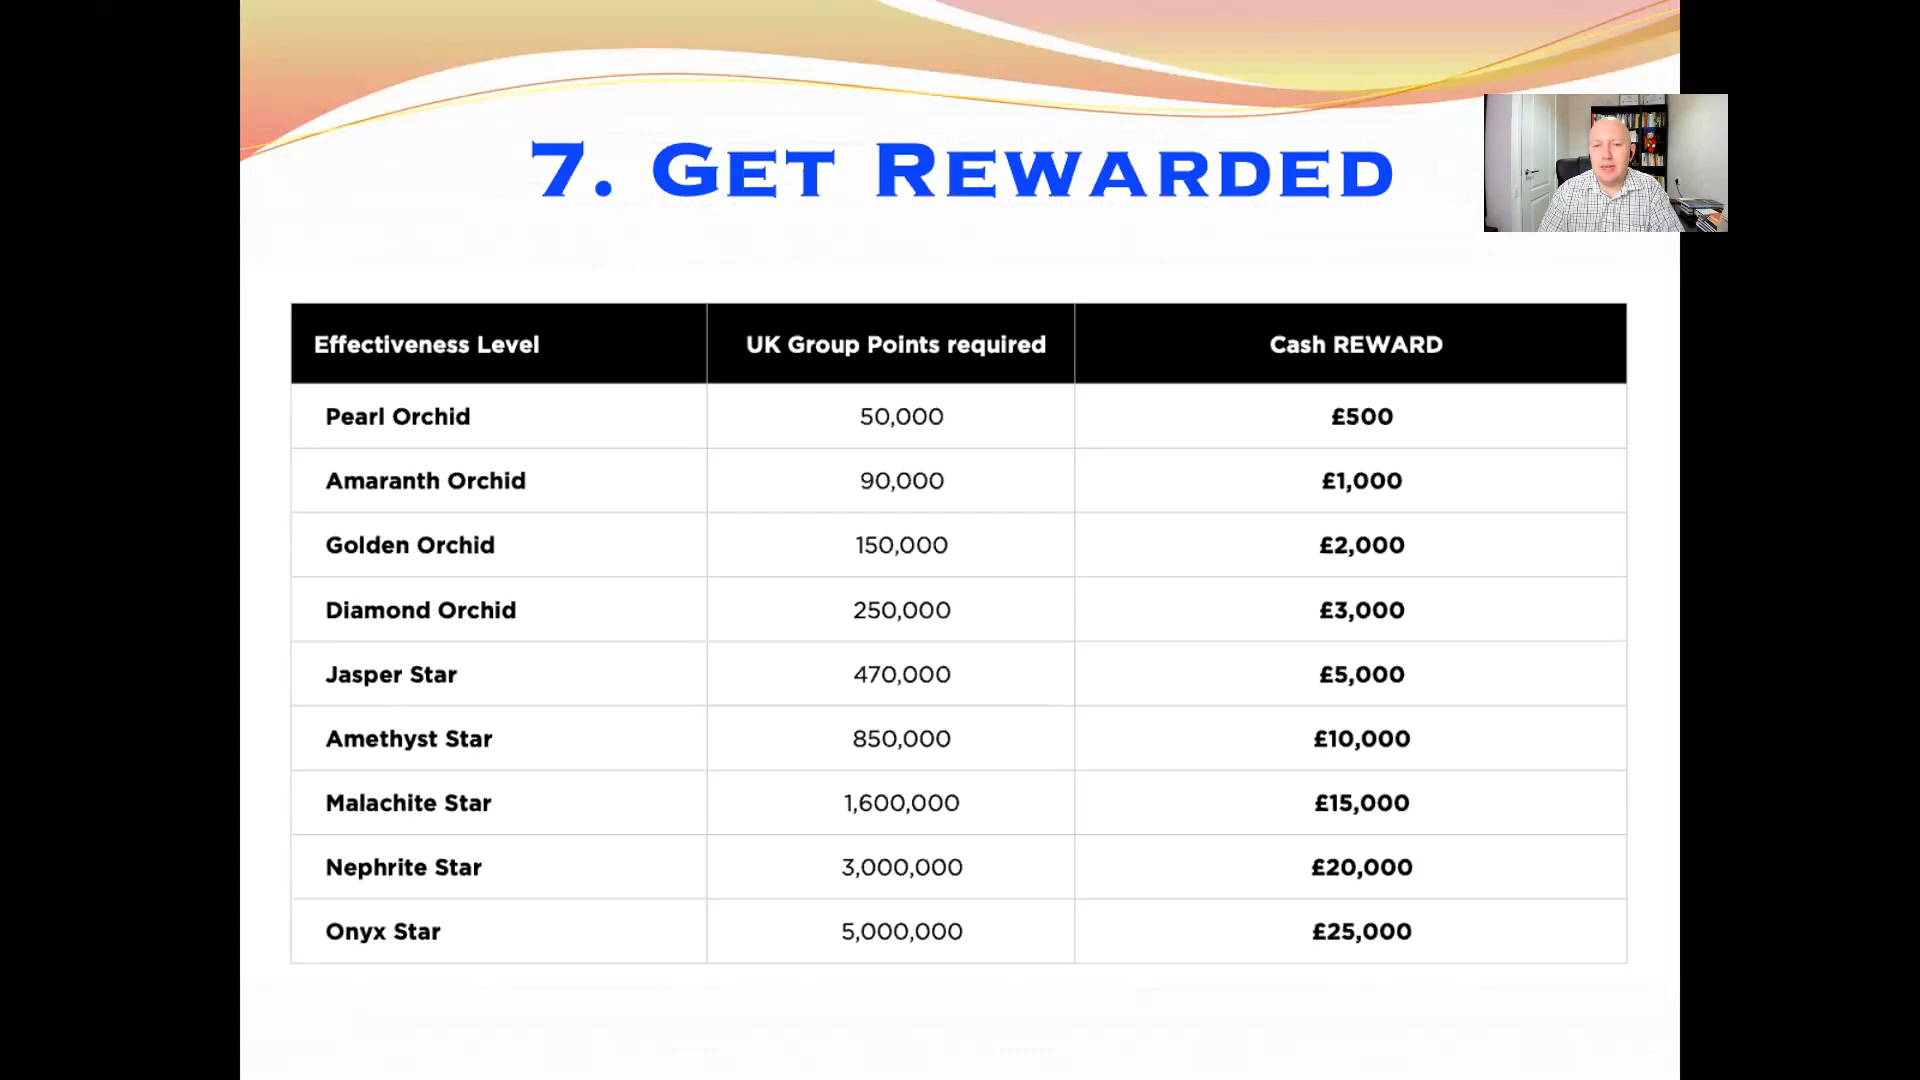 7. GET REWARDED
Effectiveness Level UK Group Points required Cash REWARD
Pearl Orchid 50,000 £500
Amaranth Orchid 90,000 £1,000
Golden Orchid 150,000 £2,000
Diamond Orchid 250,000 £3,000
Jasper Star 470,000 £5,000
Amethyst Star 850,000 £10,000
Malachite Star 1,600,000 £15,000
Nephrite Star 3,000,000 £20,000
Onyx Star 5,000,000 £25,000